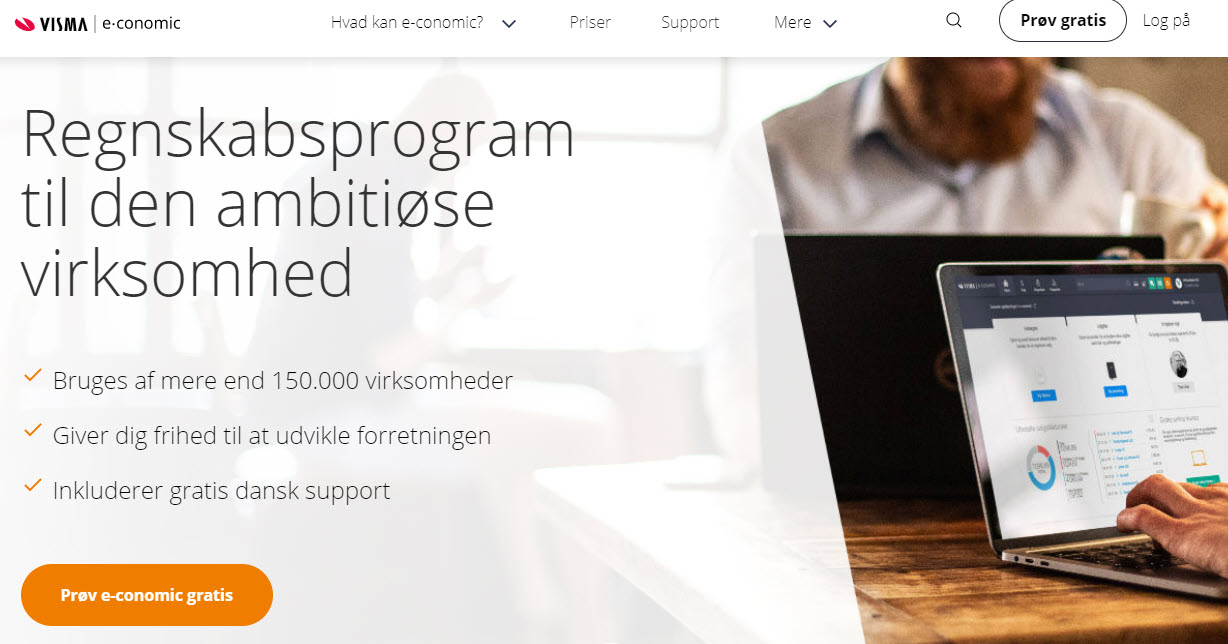 VISMA e-conomic
Hvad kan e-conomic?
Priser
Support
Mere
Prøv gratis
Log på
Regnskabsprogram
til den ambitiøse
virksomhed
Bruges af mere end 150.000 virksomheder
Giver dig frihed til at udvikle forretningen
Inkluderer gratis dansk support
Prøv e-conomic gratis